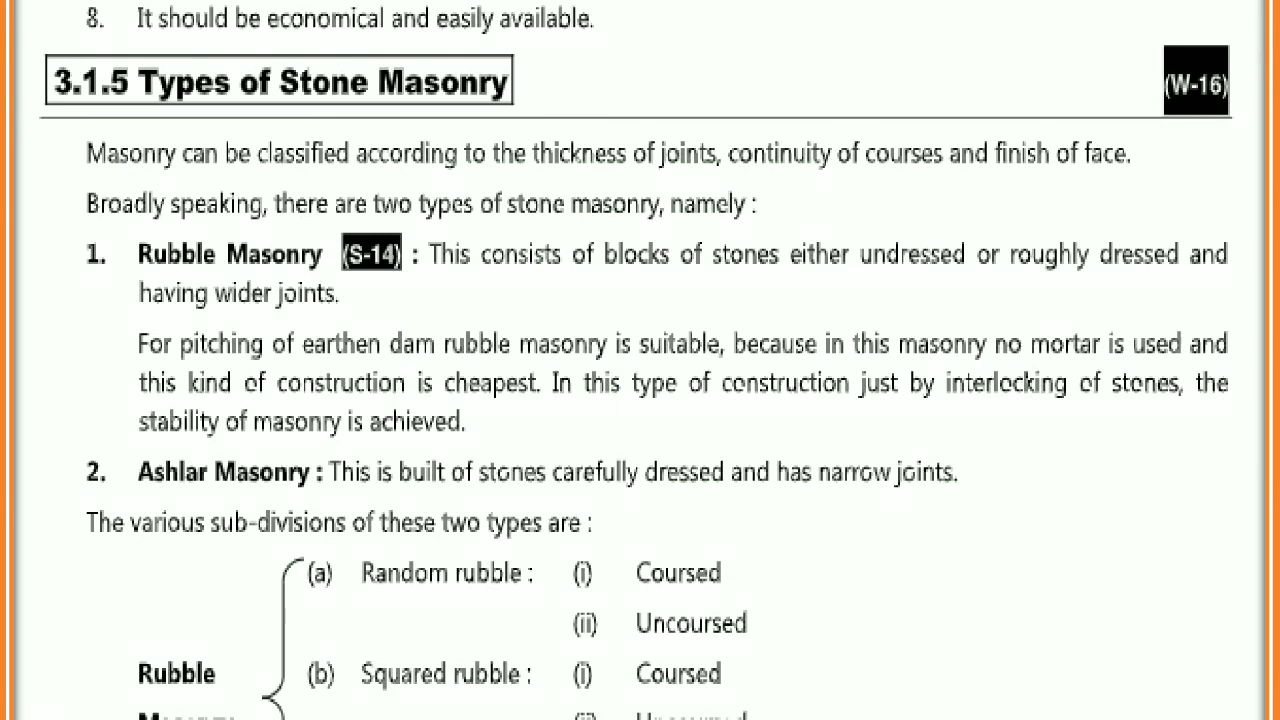 8. It should be economical and easily available.
3.1.5 Types of Stone Masonry (W-16)
Masonry can be classified according to the thickness of joints, continuity of courses and finish of face.
Broadly speaking, there are two types of stone masonry, namely :
1. Rubble Masonry (S-14) : This consists of blocks of stones either undressed or roughly dressed and
having wider joints.
For pitching of earthen dam rubble masonry is suitable, because in this masonry no mortar is used and
this kind of construction is cheapest. In this type of construction just by interlocking of stones, the
stability of masonry is achieved.
2. Ashlar Masonry : This is built of stones carefully dressed and has narrow joints.
The various sub-divisions of these two types are :
(a) Random rubble : (i) Coursed
(ii) Uncoursed
Rubble (b) Squared rubble : (i) Coursed